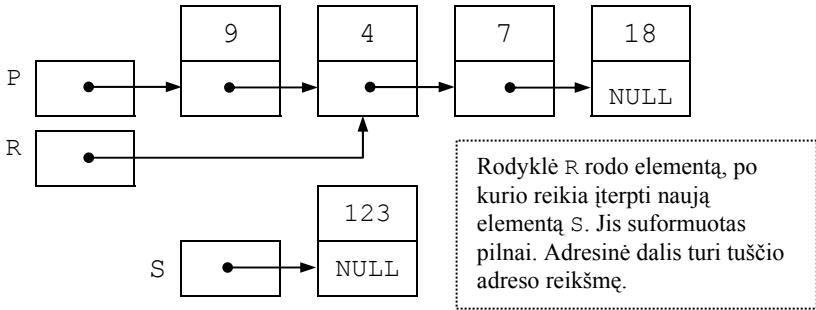 9 4 7 18
P
NULL
R
Rodyklė R rodo elementą, po
kurio reikia įterpti naują
elementą S. Jis suformuotas
pilnai. Adresinė dalis turi tuščio
adreso reikšmę.
123
S NULL